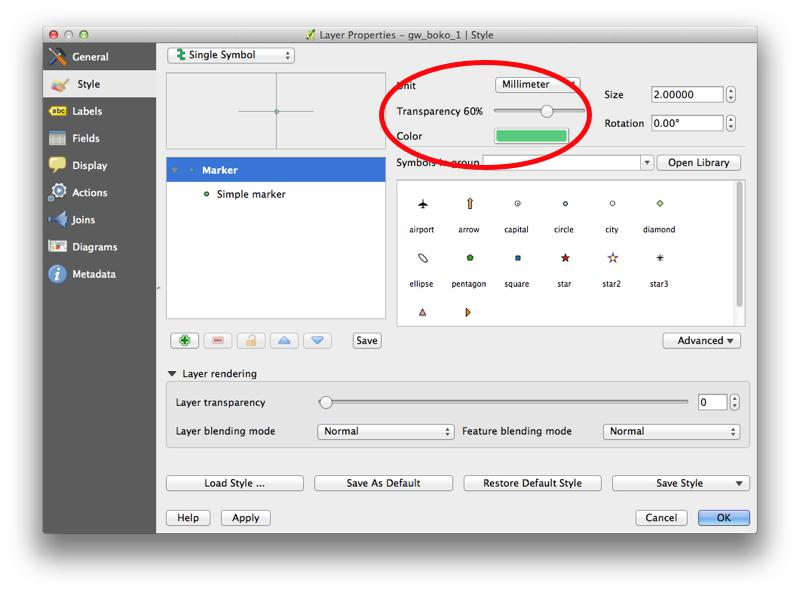 Layer Properties - gw_boko_1 | Style
General
Style
abc Labels
Fields
Display
Actions
Joins
Diagrams
Metadata
Single Symbol
Unit Millimeter
Transparency 60%
Color
Size 2.00000
Rotation 0.00°
Marker
Simple marker
Symbols in group
Open Library
airport arrow capital circle city diamond
ellipse pentagon square star star2 star3
Save
Advanced
Layer rendering
Layer transparency 0
Layer blending mode Normal Feature blending mode Normal
Load Style ... Save As Default Restore Default Style Save Style
Help Apply Cancel OK